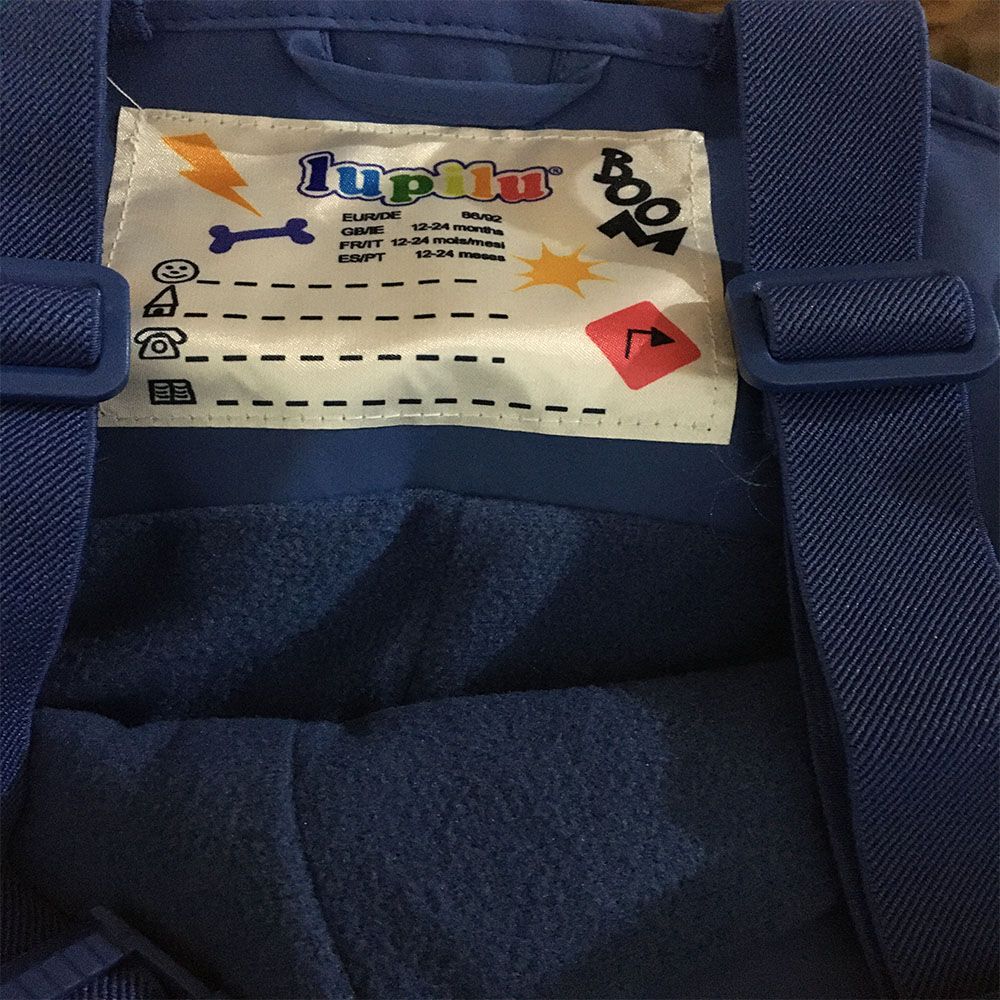 lupilu®
BOOM
EUR/DE 86/92
GB/IE 12-24 months
FR/IT 12-24 mois/mesi
ES/PT 12-24 meses